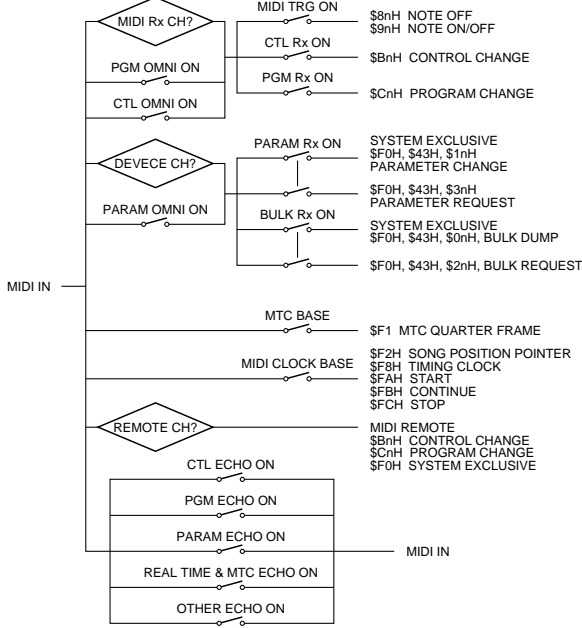 MIDI Rx CH?
MIDI TRG ON
$8nH NOTE OFF
$9nH NOTE ON/OFF
CTL Rx ON
$BnH CONTROL CHANGE
PGM OMNI ON
PGM Rx ON
$CnH PROGRAM CHANGE
CTL OMNI ON
DEVECE CH?
PARAM Rx ON
SYSTEM EXCLUSIVE
$F0H, $43H, $1nH
PARAMETER CHANGE
$F0H, $43H, $3nH
PARAMETER REQUEST
PARAM OMNI ON
BULK Rx ON
SYSTEM EXCLUSIVE
$F0H, $43H, $0nH, BULK DUMP
$F0H, $43H, $2nH, BULK REQUEST
MIDI IN
MTC BASE
$F1 MTC QUARTER FRAME
MIDI CLOCK BASE
$F2H SONG POSITION POINTER
$F8H TIMING CLOCK
$FAH START
$FBH CONTINUE
$FCH STOP
REMOTE CH?
MIDI REMOTE
$BnH CONTROL CHANGE
$CnH PROGRAM CHANGE
$F0H SYSTEM EXCLUSIVE
CTL ECHO ON
PGM ECHO ON
PARAM ECHO ON
MIDI IN
REAL TIME & MTC ECHO ON
OTHER ECHO ON